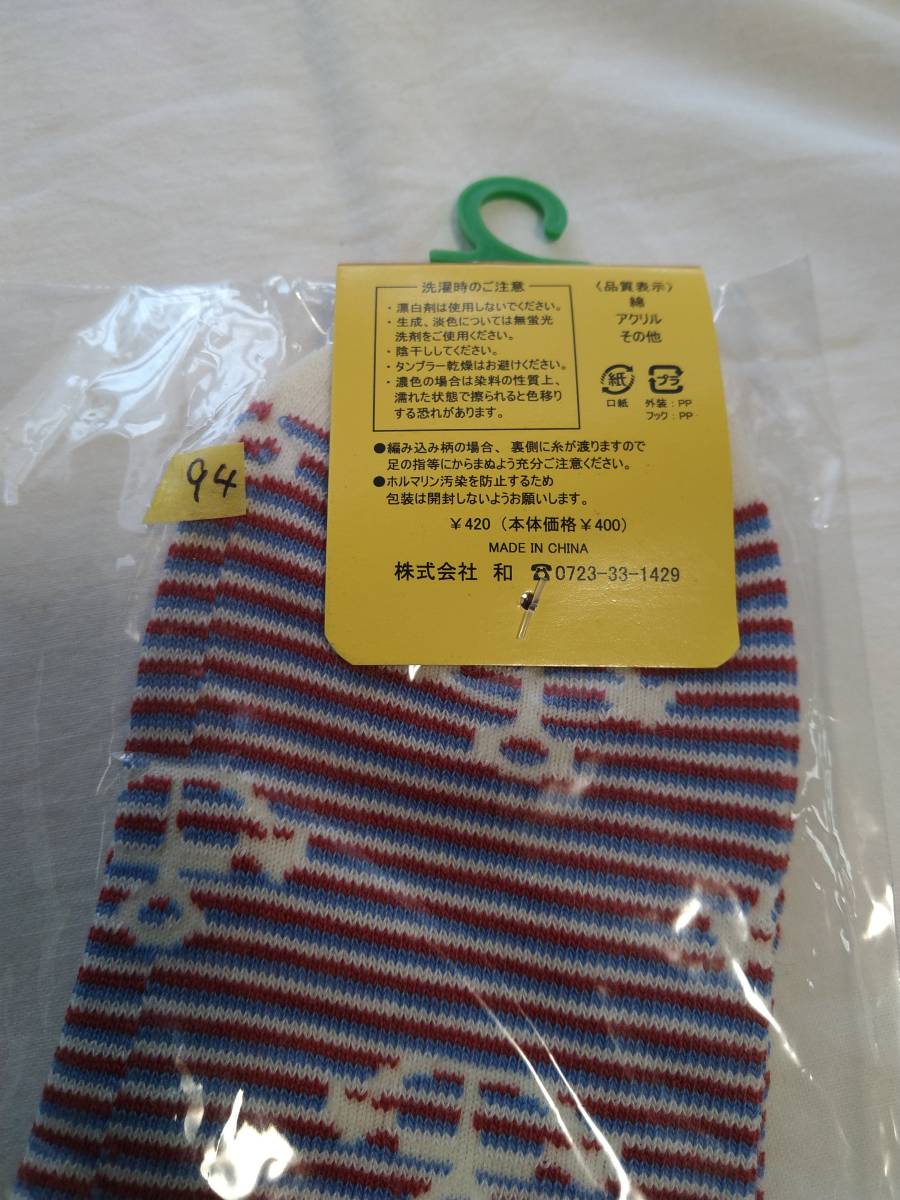 洗濯時のご注意
・漂白剤は使用しないでください。
・生成、淡色については無蛍光
洗剤をご使用ください。
・陰干ししてください。
・タンブラー乾燥はお避けください。
・濃色の場合は染料の性質上、
濡れた状態で擦られると色移り
する恐れがあります。
〈品質表示〉
綿
アクリル
その他
紙
プラ
口紙
外装：PP
フック：PP
●編み込み柄の場合、裏側に糸が渡りますので
足の指等にからまぬよう充分ご注意ください。
●ホルマリン汚染を防止するため
包装は開封しないようお願いします。
￥420（本体価格￥400）
MADE IN CHINA
株式会社 和 ☎0723-33-1429
94